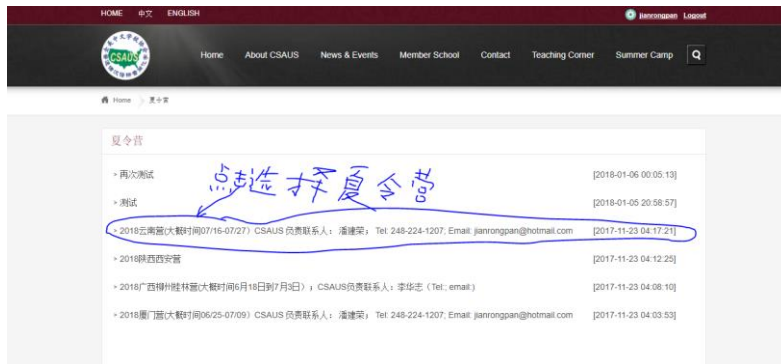 HOME 中文 ENGLISH jianrongpan Logout
CSAUS Home About CSAUS News & Events Member School Contact Teaching Corner Summer Camp
Home 夏令营
夏令营
> 再次测试 [2018-01-06 00:05:13]
点击选择夏令营
> 测试 [2018-01-05 20:58:57]
> 2018云南营(大概时间07/16-07/27）CSAUS 负责联系人： 潘建荣； Tel: 248-224-1207; Email: jianrongpan@hotmail.com [2017-11-23 04:17:21]
> 2018陕西西安营 [2017-11-23 04:12:25]
> 2018广西柳州桂林营(大概时间6月18日到7月3日）；CSAUS负责联系人：李华志（Tel:; email:) [2017-11-23 04:08:10]
> 2018厦门营(大概时间06/25-07/09）CSAUS 负责联系人： 潘建荣； Tel: 248-224-1207; Email: jianrongpan@hotmail.com [2017-11-23 04:03:53]